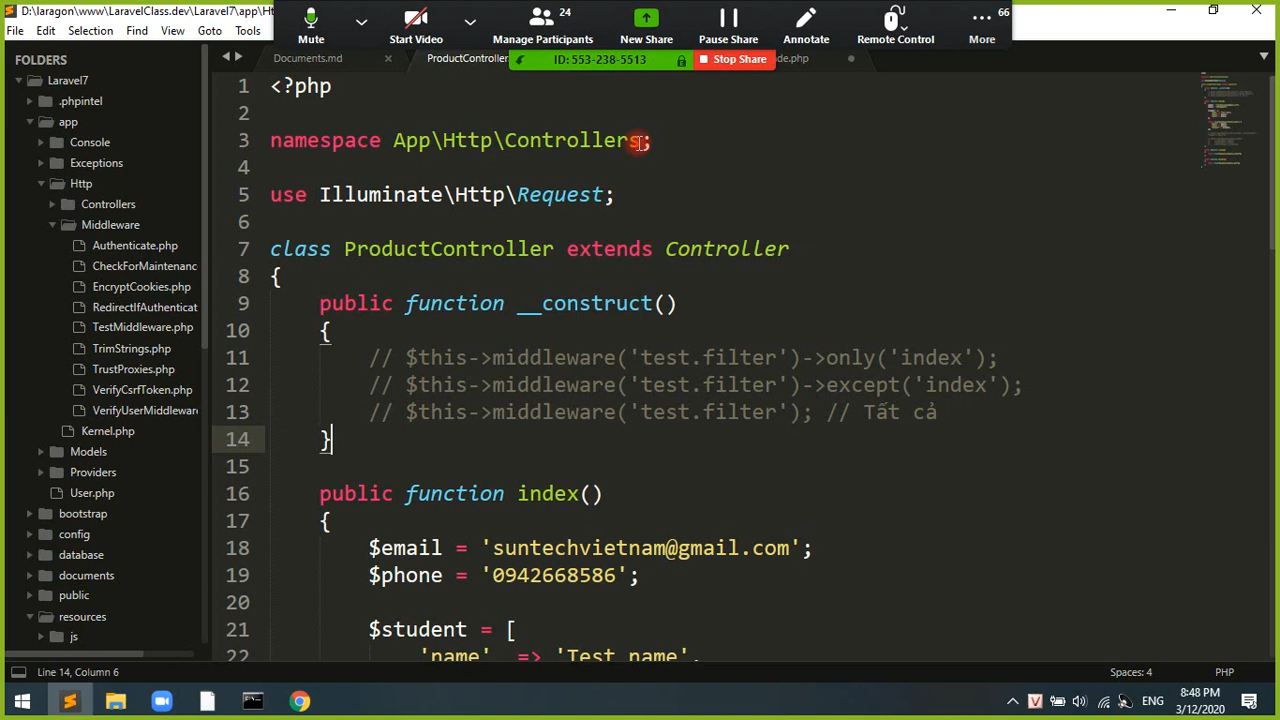 D:\laragon\www\LaravelClass.dev\Laravel7\app\Ht
File Edit Selection Find View Goto Tools
Mute
Start Video
24
Manage Participants
New Share
Pause Share
Annotate
Remote Control
66
More
ID: 553-238-5513
Stop Share
FOLDERS
Laravel7
.phpintel
app
Console
Exceptions
Http
Controllers
Middleware
Authenticate.php
CheckForMaintenanc
EncryptCookies.php
RedirectIfAuthenticat
TestMiddleware.php
TrimStrings.php
TrustProxies.php
VerifyCsrfToken.php
VerifyUserMiddleware
Kernel.php
Models
Providers
User.php
bootstrap
config
database
documents
public
resources
js
Documents.md
ProductController
de.php
1 <?php
2
3 namespace App\Http\Controllers;
4
5 use Illuminate\Http\Request;
6
7 class ProductController extends Controller
8 {
9 public function __construct()
10 {
11 // $this->middleware('test.filter')->only('index');
12 // $this->middleware('test.filter')->except('index');
13 // $this->middleware('test.filter'); // Tất cả
14 }
15
16 public function index()
17 {
18 $email = 'suntechvietnam@gmail.com';
19 $phone = '0942668586';
20
21 $student = [
22 'name' => 'Test name',
Line 14, Column 6
Spaces: 4
PHP
ENG
8:48 PM
3/12/2020